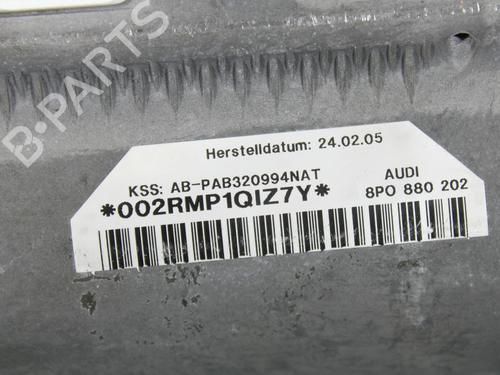 B-PARTS
Herstelldatum: 24.02.05
KSS: AB-PAB320994NAT
AUDI
*002RMP1QIZ7Y*
8P0 880 202